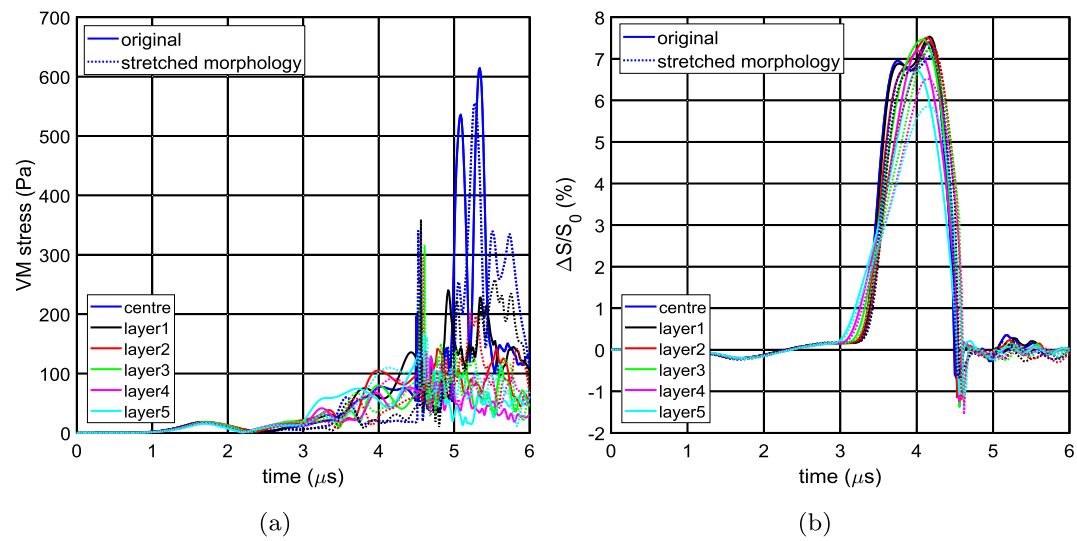 700
600
500
400
300
200
100
0
VM stress (Pa)
original
stretched morphology
centre
layer1
layer2
layer3
layer4
layer5
0 1 2 3 4 5 6
time (μs)
(a)
8
7
6
5
4
3
2
1
0
-1
-2
ΔS/S₀ (%)
original
stretched morphology
centre
layer1
layer2
layer3
layer4
layer5
0 1 2 3 4 5 6
time (μs)
(b)